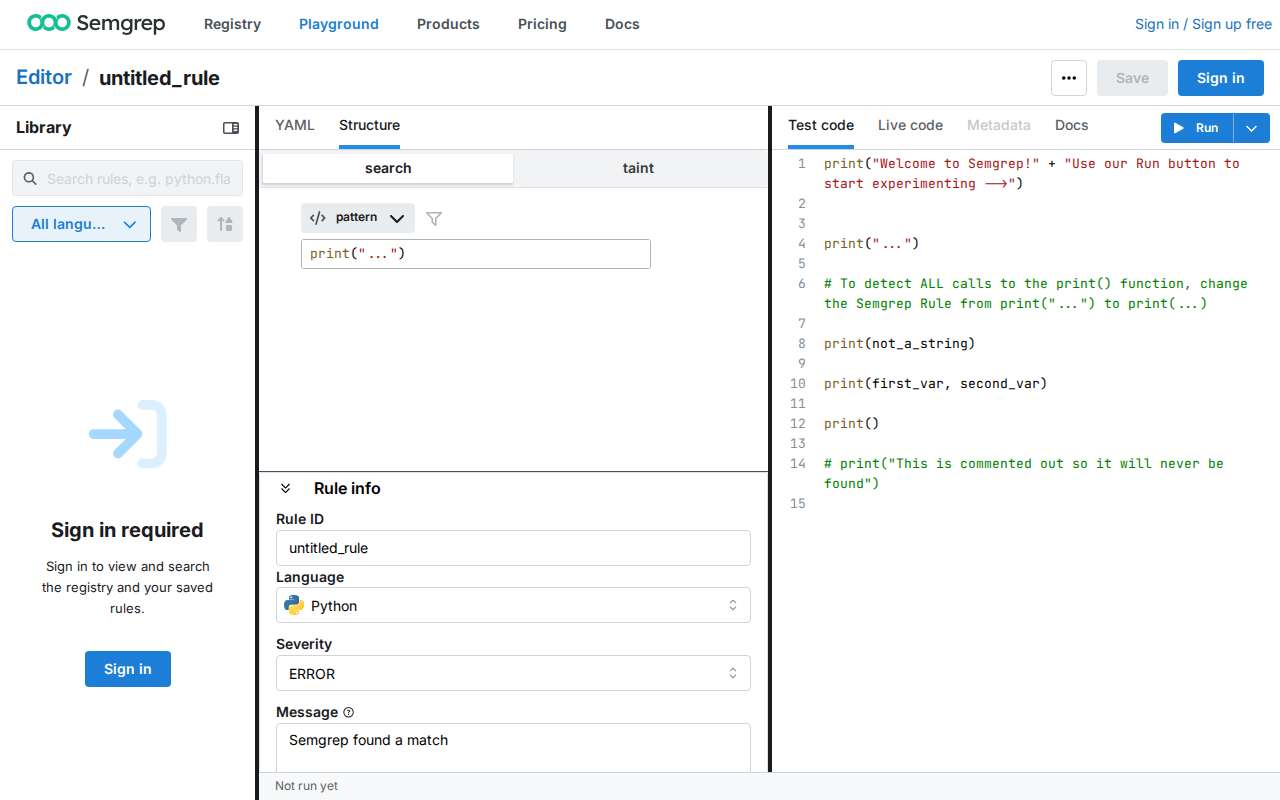 Semgrep
Registry
Playground
Products
Pricing
Docs
Sign in / Sign up free
Editor / untitled_rule
Save
Sign in
Library
Search rules, e.g. python.fla
All langu...
Sign in required
Sign in to view and search
the registry and your saved
rules.
Sign in
YAML
Structure
search
taint
pattern
print("...")
Rule info
Rule ID
untitled_rule
Language
Python
Severity
ERROR
Message
Semgrep found a match
Not run yet
Test code
Live code
Metadata
Docs
Run
1 print("Welcome to Semgrep!" + "Use our Run button to
start experimenting -->")
2
3
4 print("...")
5
6 # To detect ALL calls to the print() function, change
the Semgrep Rule from print("...") to print(...)
7
8 print(not_a_string)
9
10 print(first_var, second_var)
11
12 print()
13
14 # print("This is commented out so it will never be
found")
15